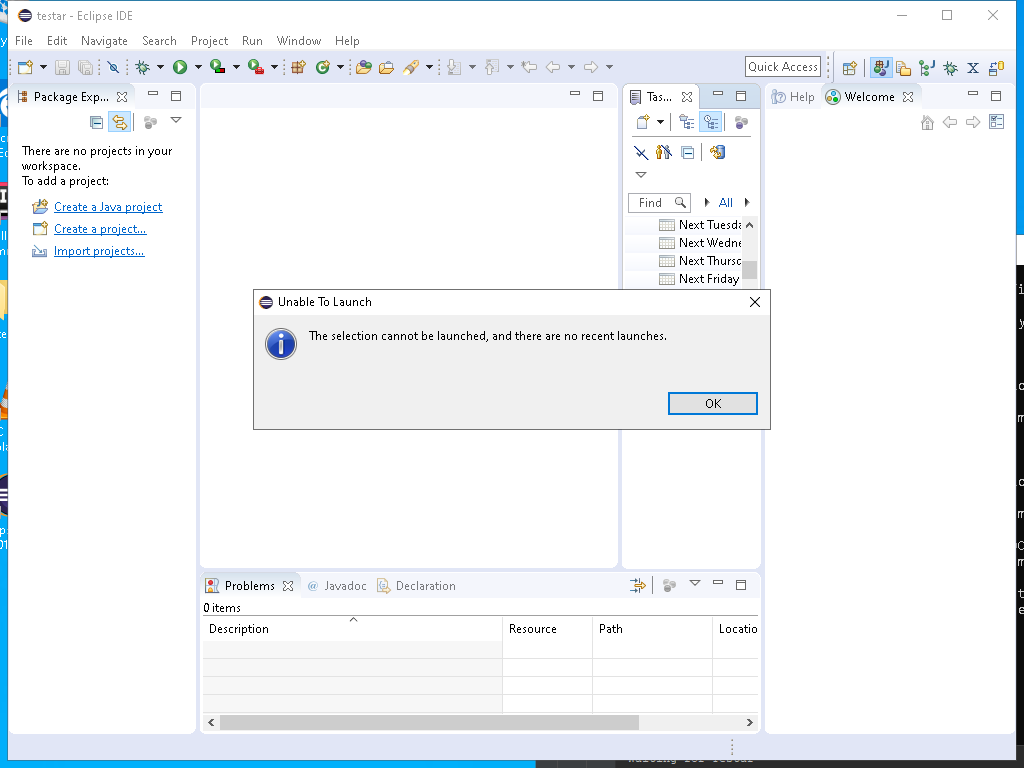 testar - Eclipse IDE
File Edit Navigate Search Project Run Window Help
Quick Access
Package Exp...
There are no projects in your
workspace.
To add a project:
Create a Java project
Create a project...
Import projects...
Tas...
Find
All
Next Tuesda
Next Wedne
Next Thursd
Next Friday
Help
Welcome
Unable To Launch
The selection cannot be launched, and there are no recent launches.
OK
Problems
@ Javadoc
Declaration
0 items
Description Resource Path Locatio